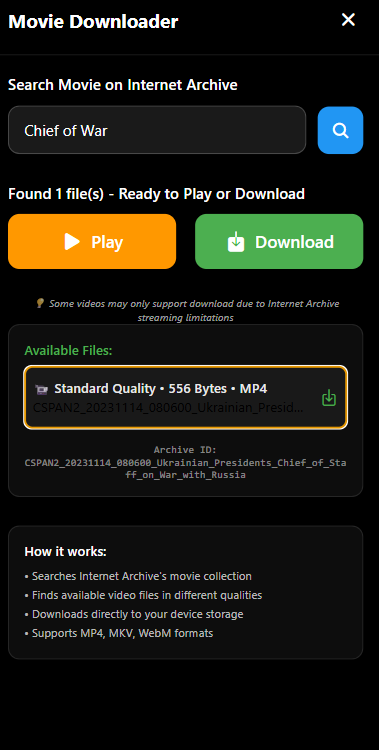 Movie Downloader ✕
Search Movie on Internet Archive
Chief of War
Found 1 file(s) - Ready to Play or Download
Play
Download
💡 Some videos may only support download due to Internet Archive
streaming limitations
Available Files:
🎥 Standard Quality • 556 Bytes • MP4
CSPAN2_20231114_080600_Ukrainian_Presid...
Archive ID:
CSPAN2_20231114_080600_Ukrainian_Presidents_Chief_of_Sta
ff_on_War_with_Russia
How it works:
• Searches Internet Archive's movie collection
• Finds available video files in different qualities
• Downloads directly to your device storage
• Supports MP4, MKV, WebM formats